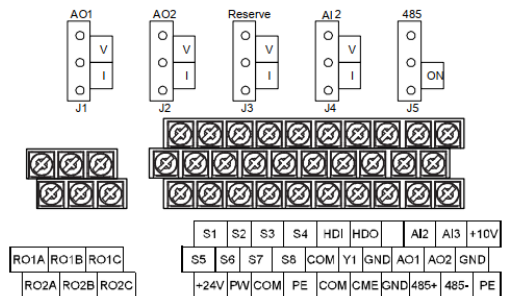 AO1 AO2 Reserve AI2 485
V V V V
I I I I ON
J1 J2 J3 J4 J5
S1 S2 S3 S4 HDI HDO AI2 AI3 +10V
RO1A RO1B RO1C S5 S6 S7 S8 COM Y1 GND AO1 AO2 GND
RO2A RO2B RO2C +24V PW COM PE COM CME GND 485+ 485- PE